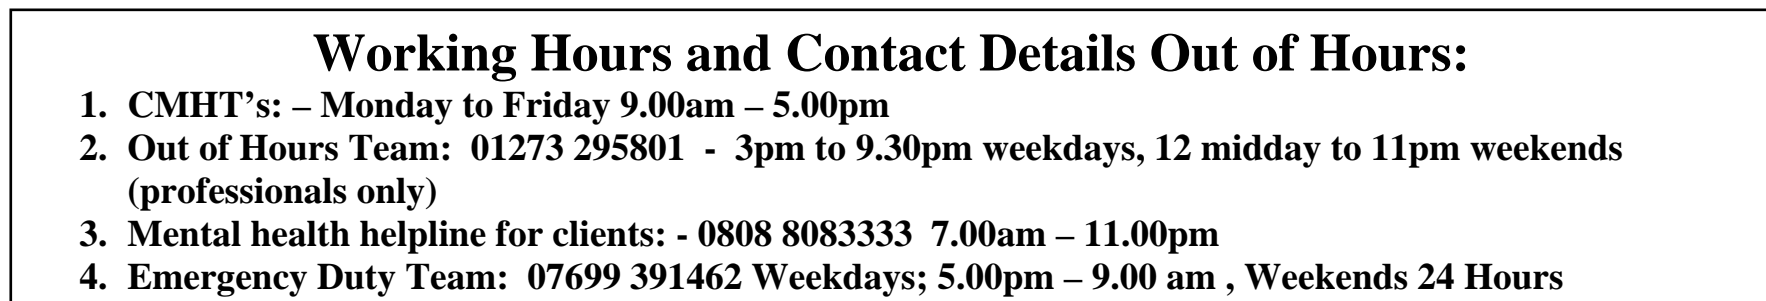 Working Hours and Contact Details Out of Hours:
1. CMHT’s: – Monday to Friday 9.00am – 5.00pm
2. Out of Hours Team:  01273 295801  -  3pm to 9.30pm weekdays, 12 midday to 11pm weekends
(professionals only)
3. Mental health helpline for clients: - 0808 8083333  7.00am – 11.00pm
4. Emergency Duty Team:  07699 391462 Weekdays; 5.00pm – 9.00 am , Weekends 24 Hours